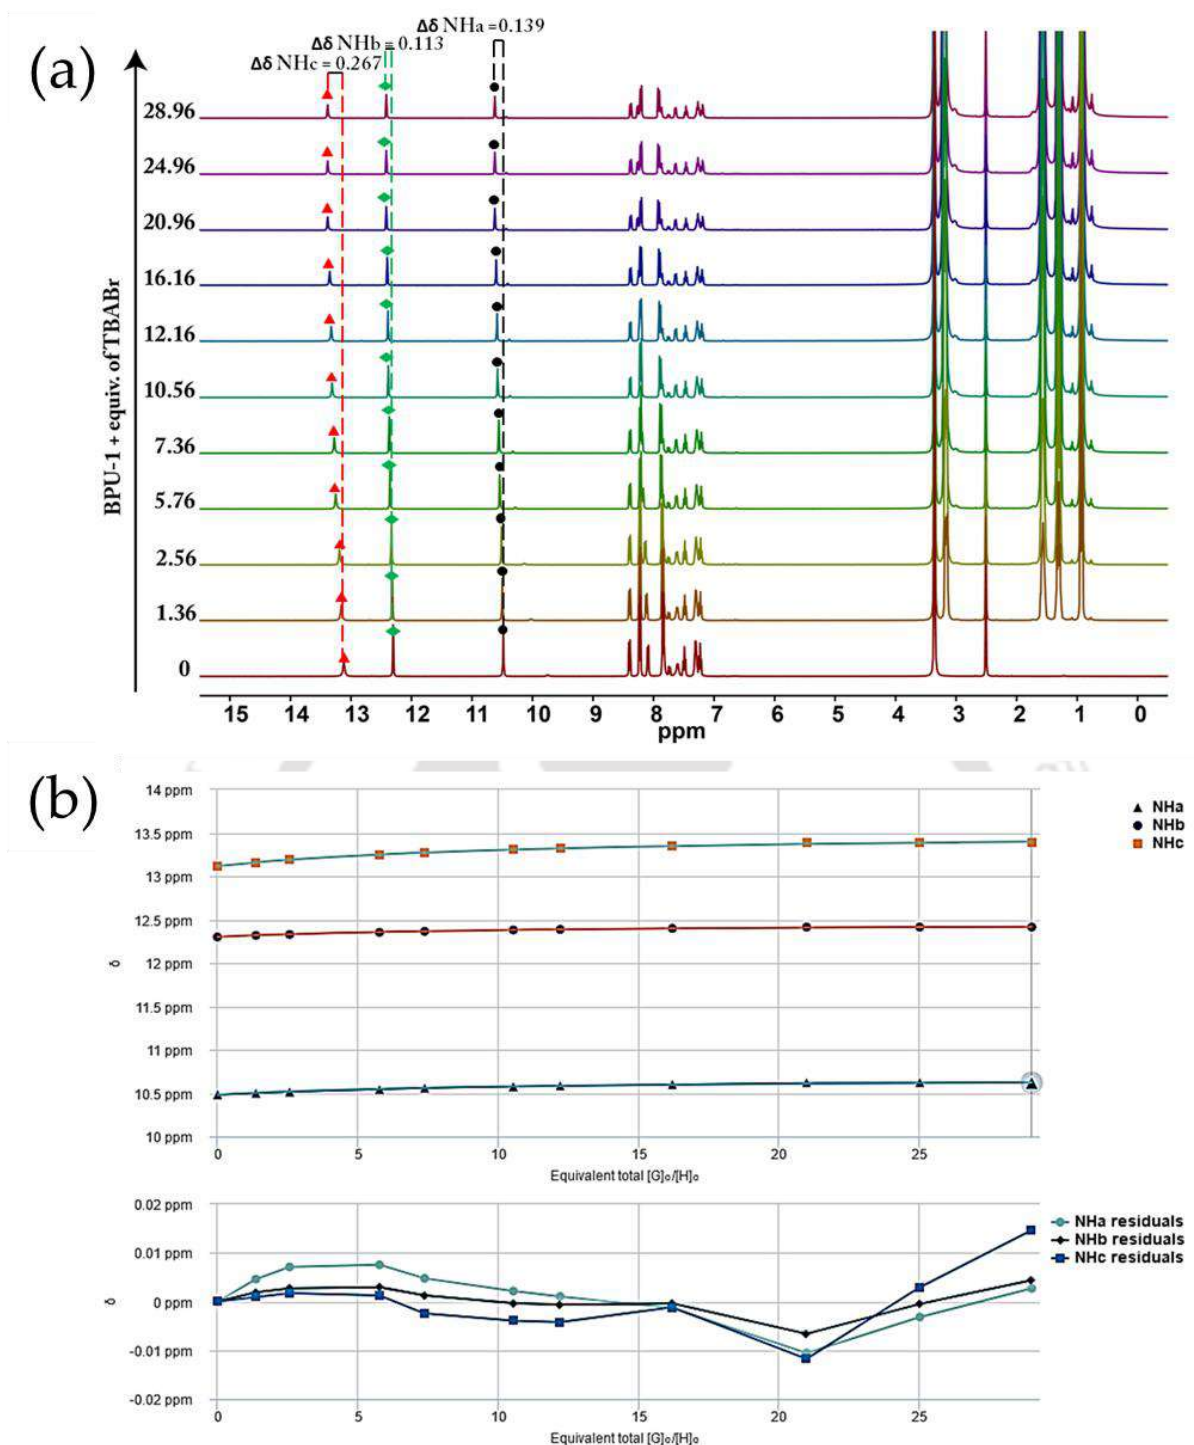 (a)
Δδ NHa =0.139
Δδ NHb = 0.113
Δδ NHc = 0.267
BPU-1 + equiv. of TBABr
28.96
24.96
20.96
16.16
12.16
10.56
7.36
5.76
2.56
1.36
0
15 14 13 12 11 10 9 8 7 6 5 4 3 2 1 0
ppm
(b)
14 ppm
13.5 ppm
13 ppm
12.5 ppm
12 ppm
11.5 ppm
11 ppm
10.5 ppm
10 ppm
δ
NHa
NHb
NHc
0 5 10 15 20 25
Equivalent total [G]₀/[H]₀
0.02 ppm
0.01 ppm
0 ppm
-0.01 ppm
-0.02 ppm
δ
NHa residuals
NHb residuals
NHc residuals
0 5 10 15 20 25
Equivalent total [G]₀/[H]₀